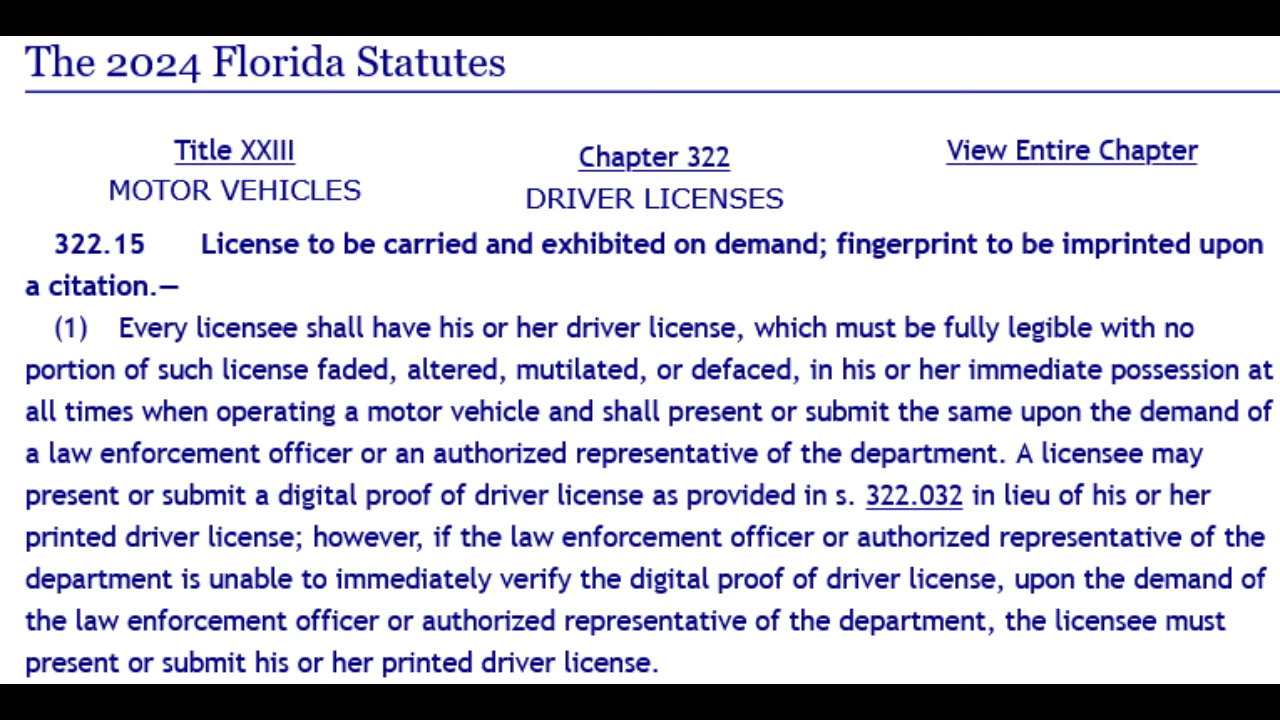 The 2024 Florida Statutes
Title XXIII
MOTOR VEHICLES
Chapter 322
DRIVER LICENSES
View Entire Chapter
322.15 License to be carried and exhibited on demand; fingerprint to be imprinted upon
a citation.—
(1) Every licensee shall have his or her driver license, which must be fully legible with no
portion of such license faded, altered, mutilated, or defaced, in his or her immediate possession at
all times when operating a motor vehicle and shall present or submit the same upon the demand of
a law enforcement officer or an authorized representative of the department. A licensee may
present or submit a digital proof of driver license as provided in s. 322.032 in lieu of his or her
printed driver license; however, if the law enforcement officer or authorized representative of the
department is unable to immediately verify the digital proof of driver license, upon the demand of
the law enforcement officer or authorized representative of the department, the licensee must
present or submit his or her printed driver license.